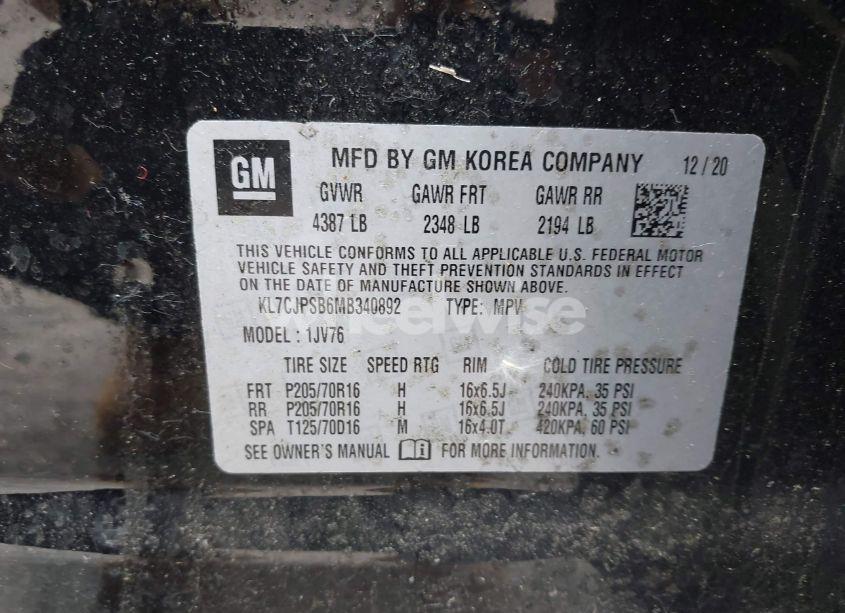 GM MFD BY GM KOREA COMPANY 12/20
GVWR GAWR FRT GAWR RR
4387 LB 2348 LB 2194 LB
THIS VEHICLE CONFORMS TO ALL APPLICABLE U.S. FEDERAL MOTOR
VEHICLE SAFETY AND THEFT PREVENTION STANDARDS IN EFFECT
ON THE DATE OF MANUFACTURE SHOWN ABOVE.
KL7CJPSB6MB340892 TYPE: MPV
wheelwise
MODEL : 1JV76
TIRE SIZE SPEED RTG RIM COLD TIRE PRESSURE
FRT P205/70R16 H 16x6.5J 240KPA, 35 PSI
RR P205/70R16 H 16x6.5J 240KPA, 35 PSI
SPA T125/70D16 M 16x4.0T 420KPA, 60 PSI
SEE OWNER'S MANUAL FOR MORE INFORMATION.